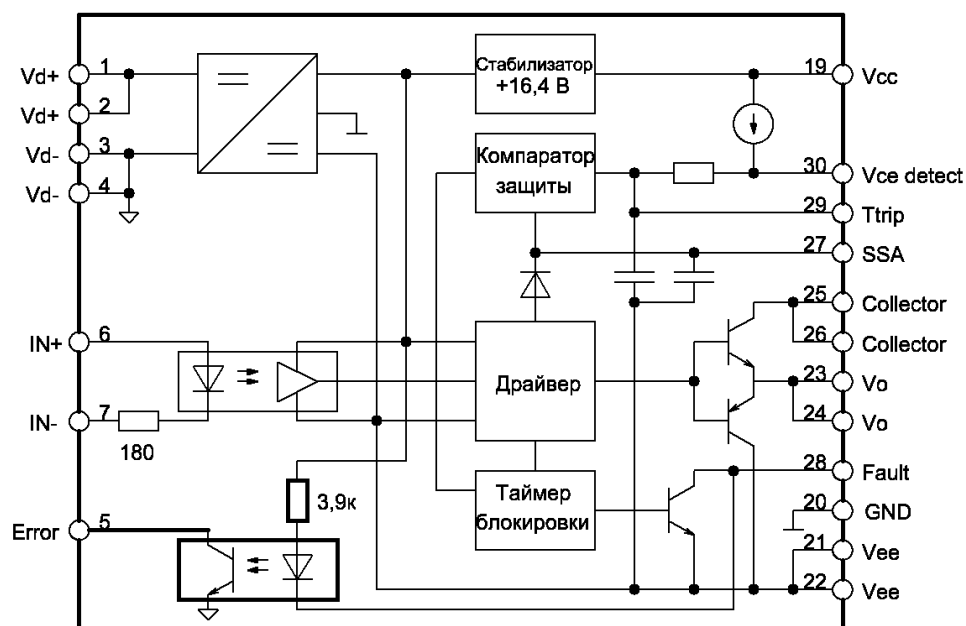 Vd+ 1
Стабилизатор
+16,4 В
19 Vcc
Vd+ 2
Vd- 3
Компаратор
защиты
30 Vce detect
Vd- 4
29 Ttrip
27 SSA
25 Collector
IN+ 6
26 Collector
Драйвер
23 Vo
IN- 7
24 Vo
180
28 Fault
Таймер
блокировки
3,9к
20 GND
Error 5
21 Vee
22 Vee